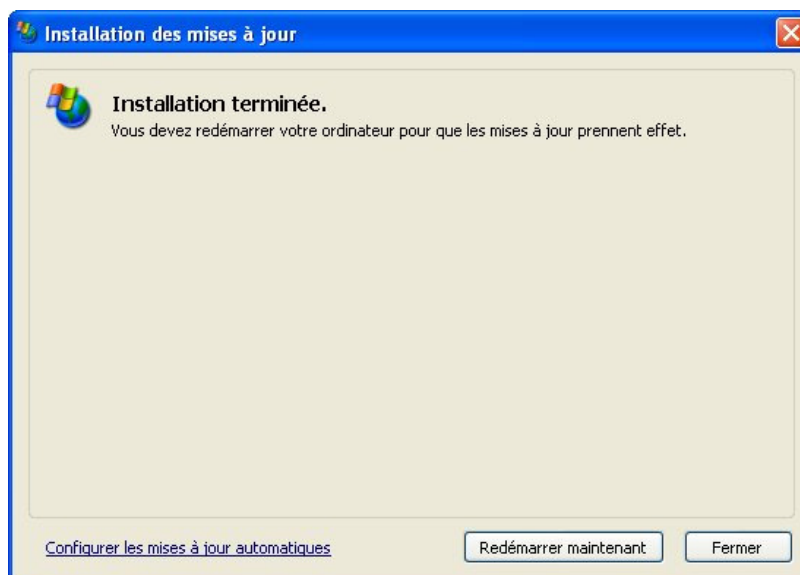 Installation des mises à jour
Installation terminée.
Vous devez redémarrer votre ordinateur pour que les mises à jour prennent effet.
Configurer les mises à jour automatiques
Redémarrer maintenant
Fermer